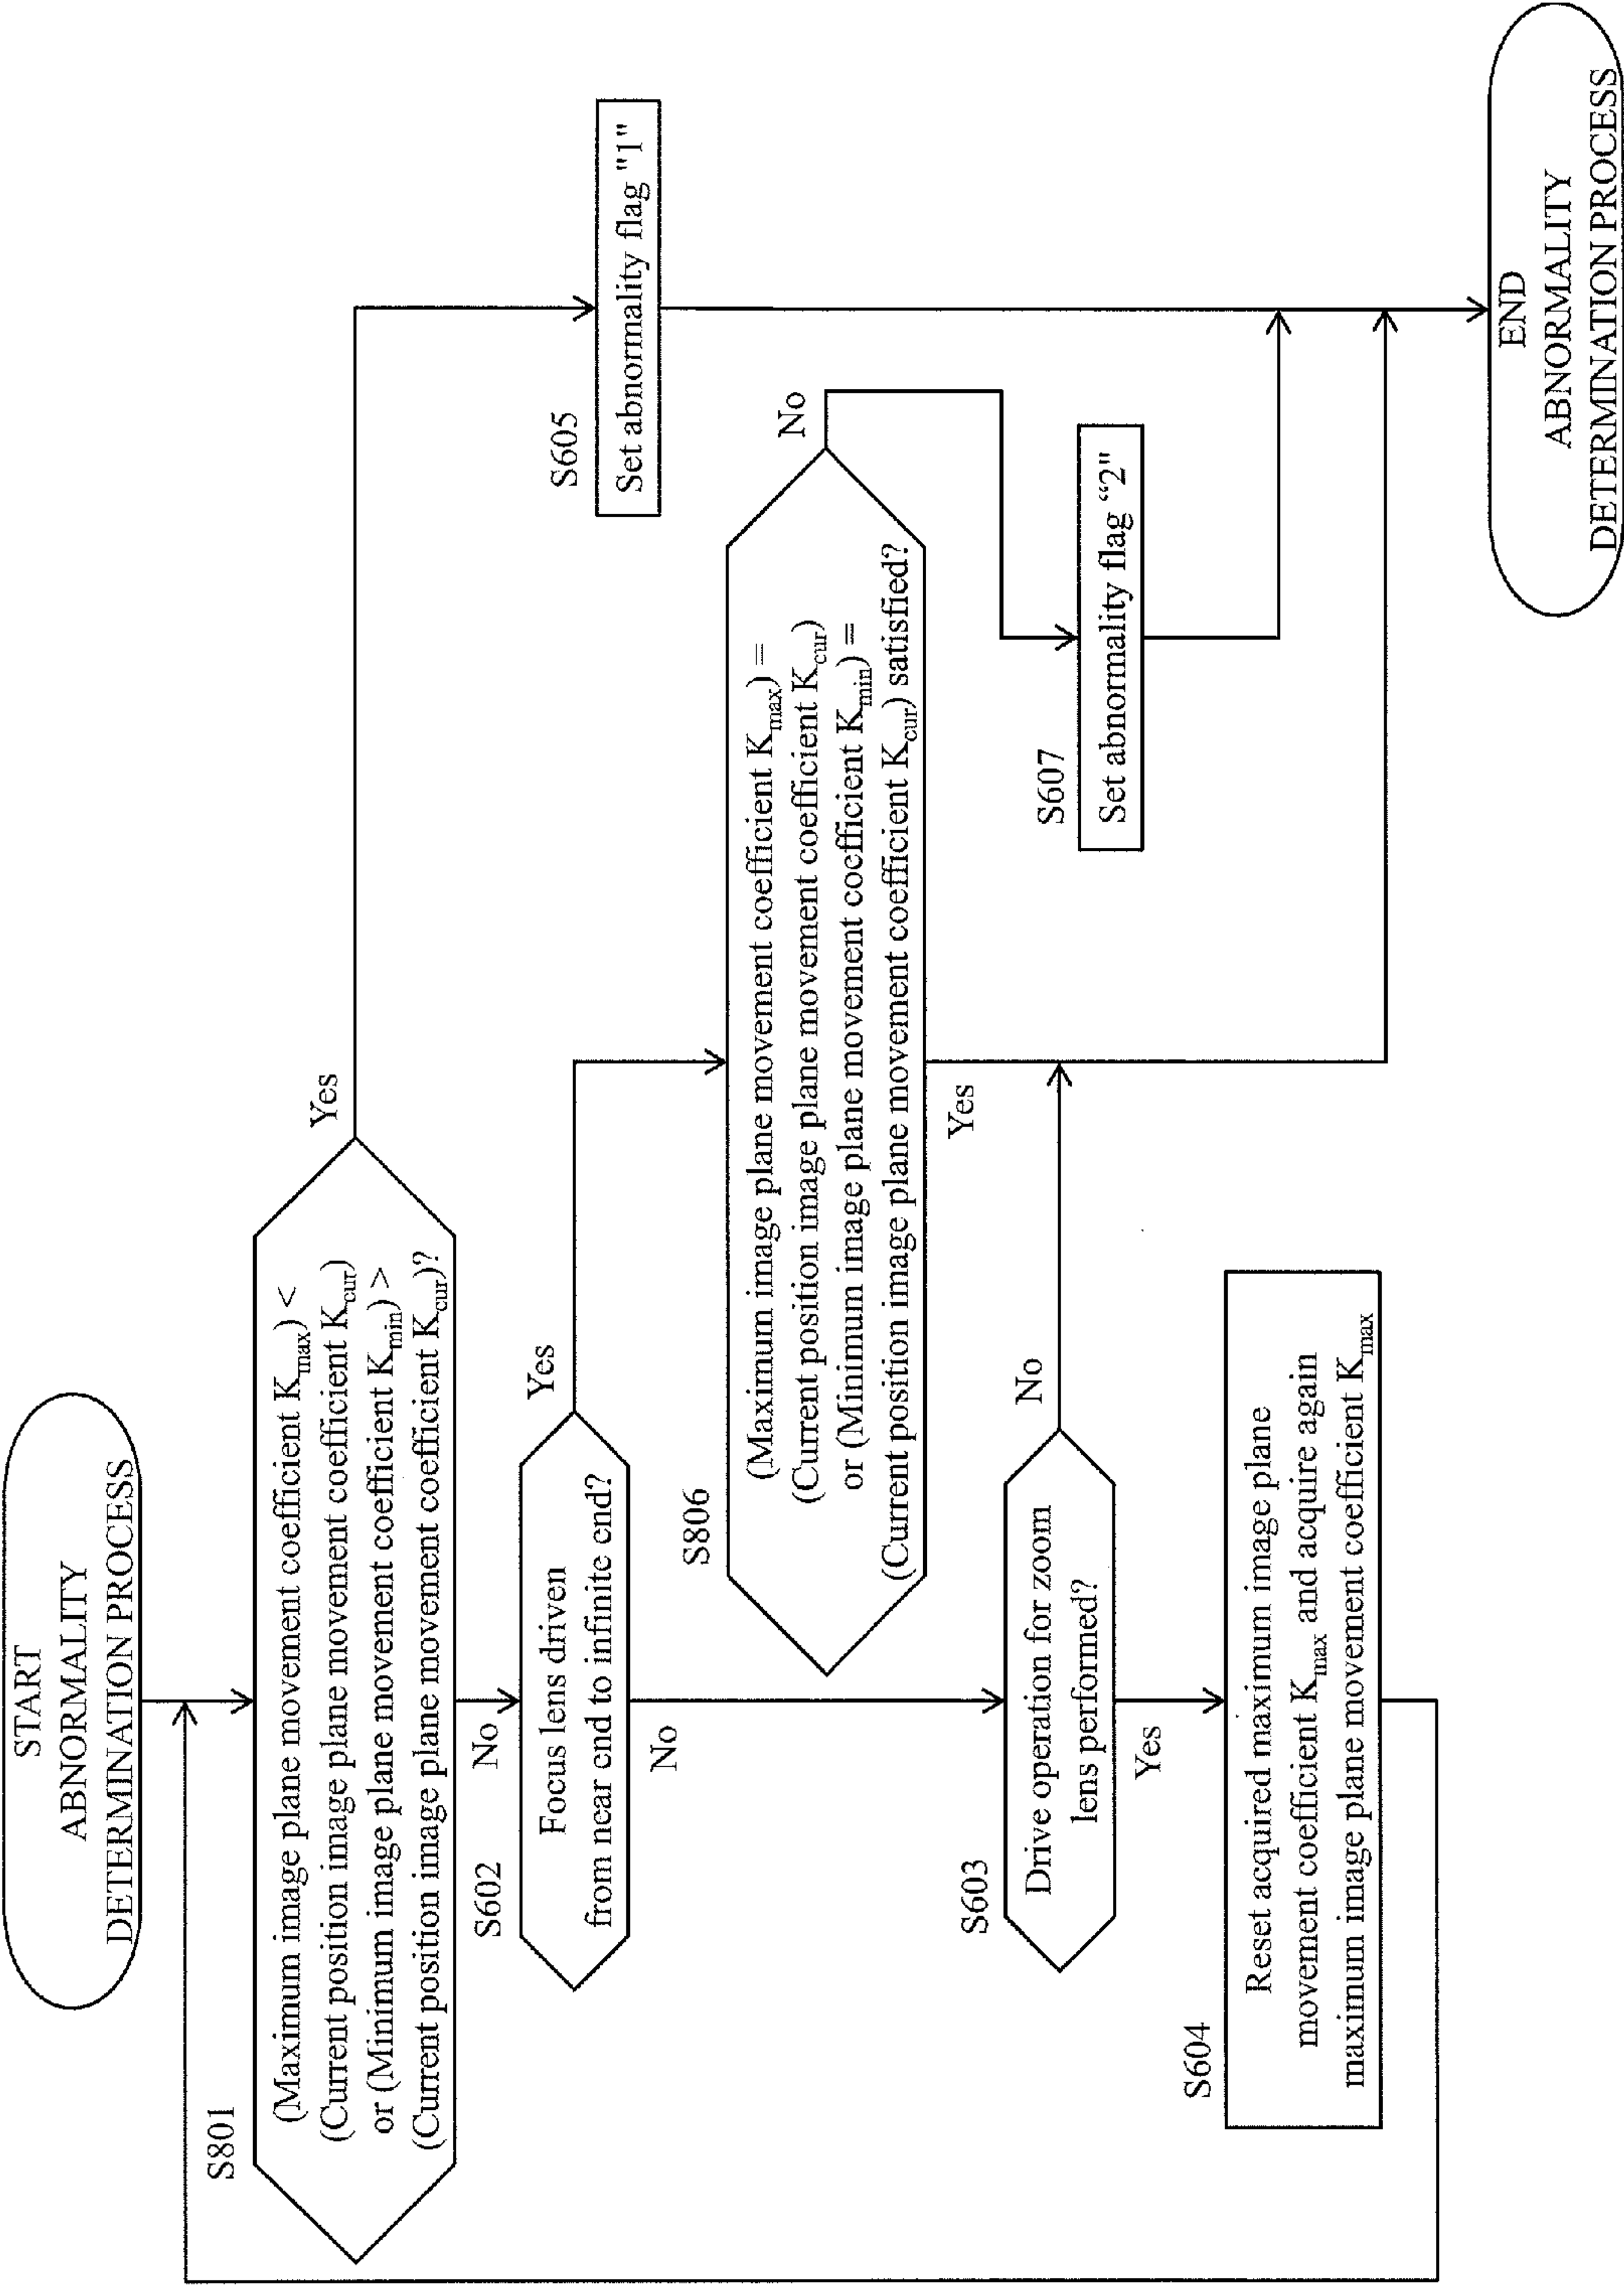 START
ABNORMALITY
DETERMINATION PROCESS
S801
(Maximum image plane movement coefficient Kmax) <
(Current position image plane movement coefficient Kcur)
or (Minimum image plane movement coefficient Kmin) >
(Current position image plane movement coefficient Kcur)?
Yes
No
S602
Focus lens driven
from near end to infinite end?
Yes
No
S605
Set abnormality flag "1"
S806
(Maximum image plane movement coefficient Kmax) =
(Current position image plane movement coefficient Kcur)
or (Minimum image plane movement coefficient Kmin) =
(Current position image plane movement coefficient Kcur) satisfied?
No
Yes
S607
Set abnormality flag “2"
S603
Drive operation for zoom
lens performed?
No
Yes
S604
Reset acquired maximum image plane
movement coefficient Kmax and acquire again
maximum image plane movement coefficient Kmax
END
ABNORMALITY
DETERMINATION PROCESS